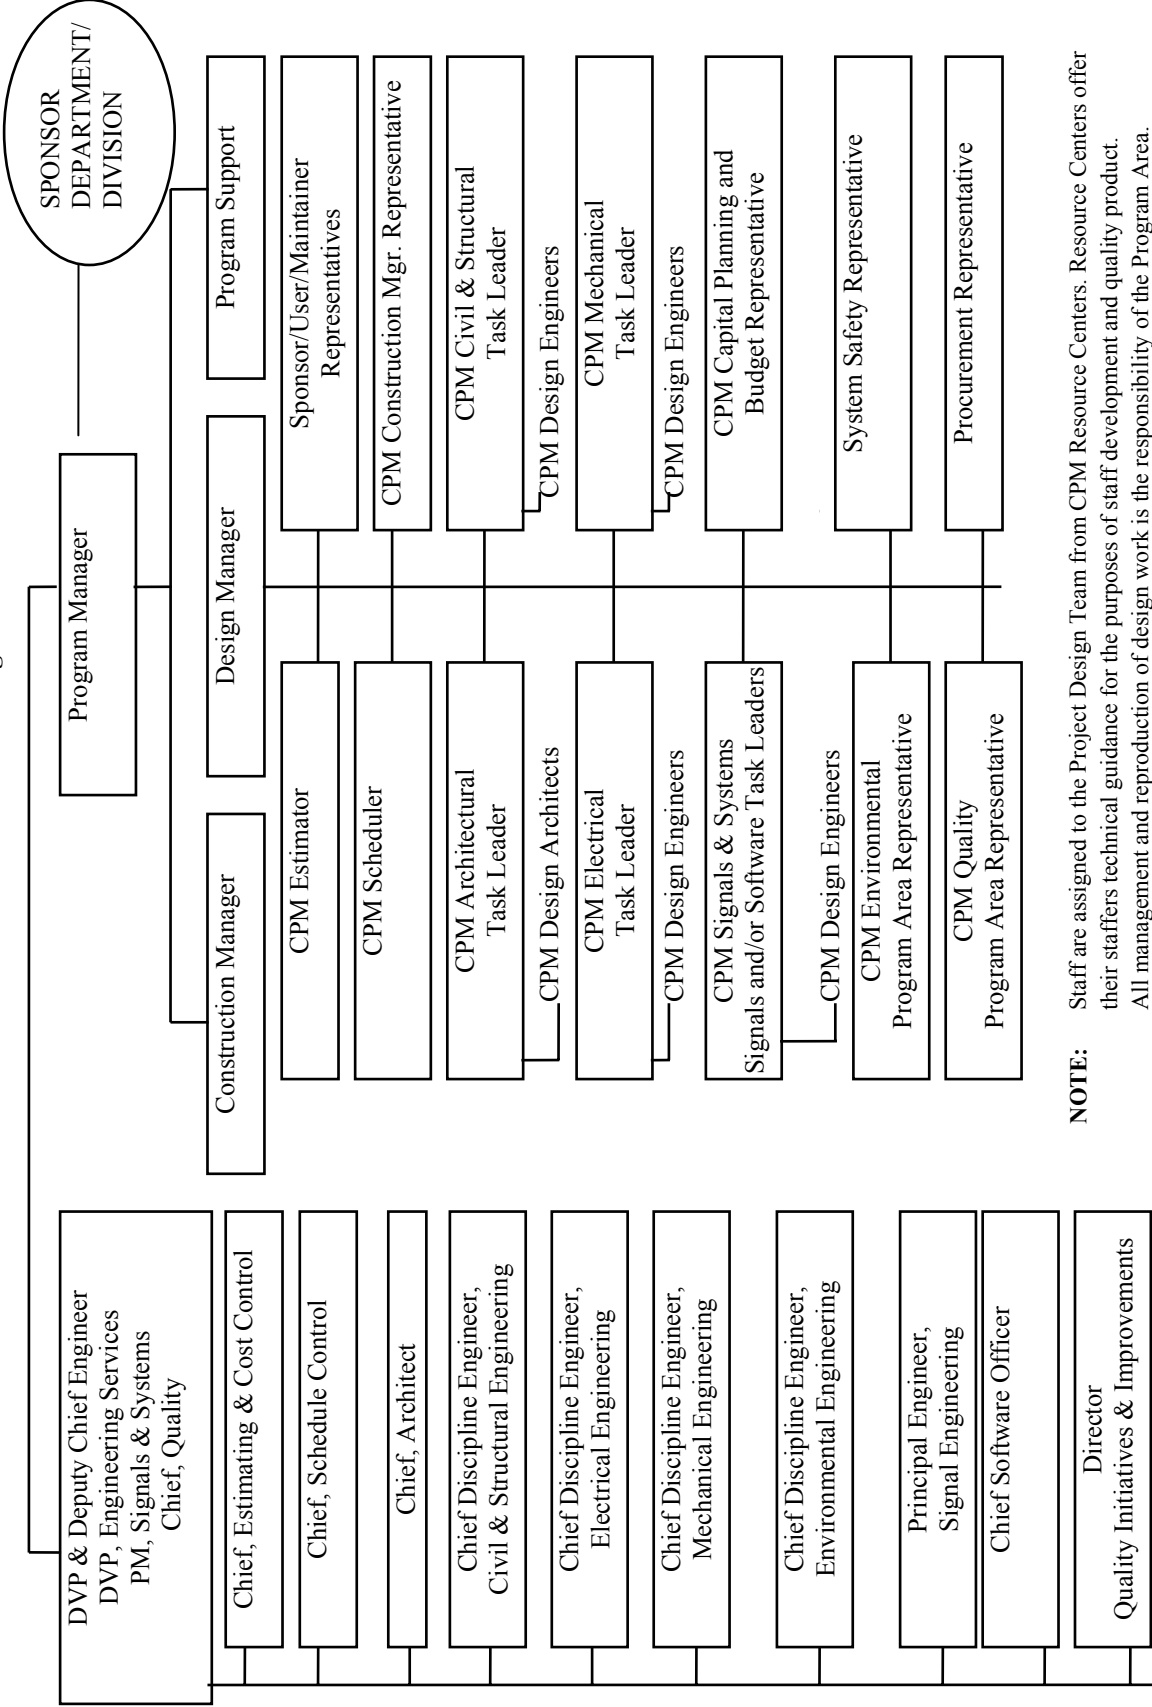 SPONSOR
DEPARTMENT/
DIVISION
Program Manager
DVP & Deputy Chief Engineer
DVP, Engineering Services
PM, Signals & Systems
Chief, Quality
Chief, Estimating & Cost Control
Chief, Schedule Control
Chief, Architect
Chief Discipline Engineer,
Civil & Structural Engineering
Chief Discipline Engineer,
Electrical Engineering
Chief Discipline Engineer,
Mechanical Engineering
Chief Discipline Engineer,
Environmental Engineering
Principal Engineer,
Signal Engineering
Chief Software Officer
Director
Quality Initiatives & Improvements
Construction Manager
Design Manager
Program Support
CPM Estimator
CPM Scheduler
CPM Architectural
Task Leader
CPM Design Architects
CPM Electrical
Task Leader
CPM Design Engineers
CPM Signals & Systems
Signals and/or Software Task Leaders
CPM Design Engineers
CPM Environmental
Program Area Representative
CPM Quality
Program Area Representative
Sponsor/User/Maintainer
Representatives
CPM Construction Mgr. Representative
CPM Civil & Structural
Task Leader
CPM Design Engineers
CPM Mechanical
Task Leader
CPM Design Engineers
CPM Capital Planning and
Budget Representative
System Safety Representative
Procurement Representative
NOTE: Staff are assigned to the Project Design Team from CPM Resource Centers. Resource Centers offer
their staffers technical guidance for the purposes of staff development and quality product.
All management and reproduction of design work is the responsibility of the Program Area.